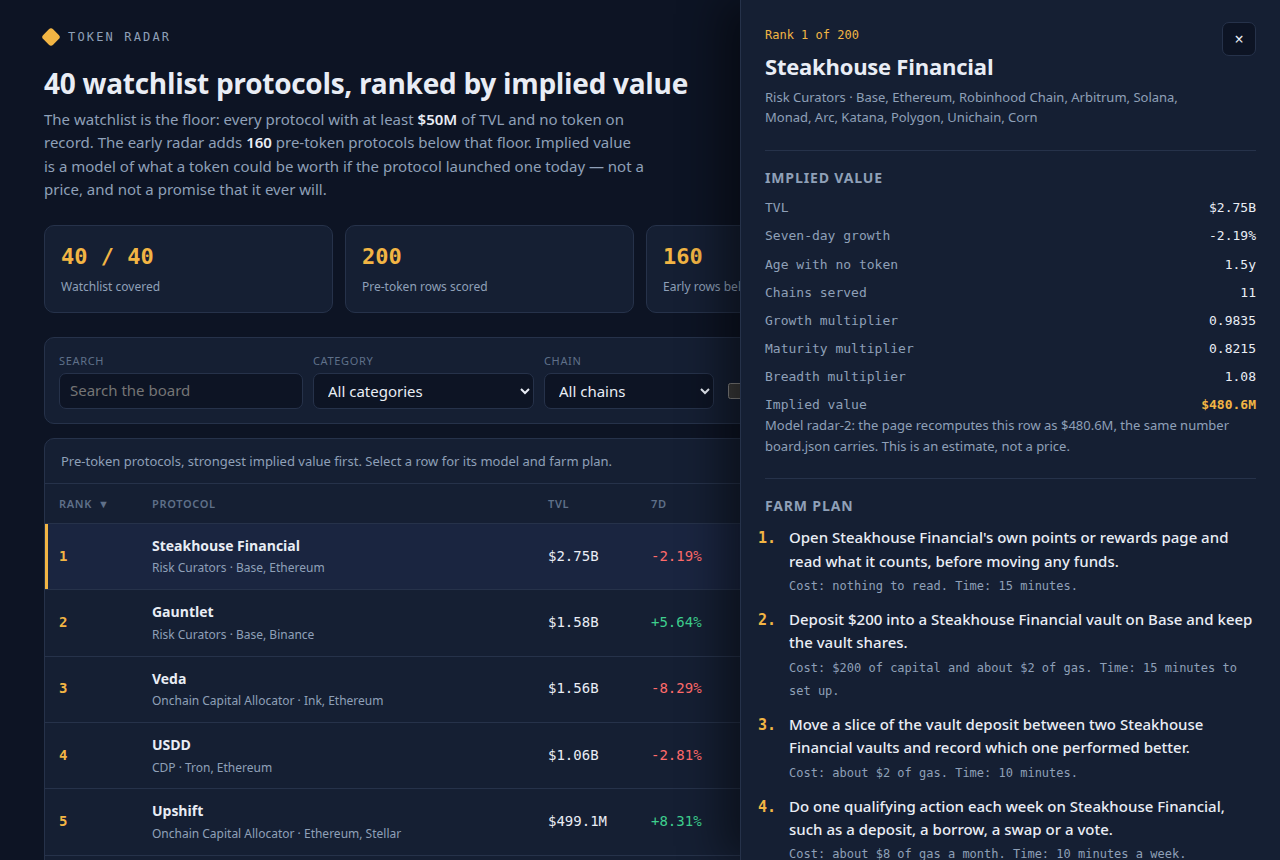 TOKEN RADAR
40 watchlist protocols, ranked by implied value
The watchlist is the floor: every protocol with at least $50M of TVL and no token on
record. The early radar adds 160 pre-token protocols below that floor. Implied value
is a model of what a token could be worth if the protocol launched one today — not a
price, and not a promise that it ever will.
40 / 40
Watchlist covered
200
Pre-token rows scored
160
Early rows
SEARCH
Search the board
CATEGORY
All categories
CHAIN
All chains
Pre-token protocols, strongest implied value first. Select a row for its model and farm plan.
RANK ▼ PROTOCOL TVL 7D
1 Steakhouse Financial $2.75B -2.19%
Risk Curators · Base, Ethereum
2 Gauntlet $1.58B +5.64%
Risk Curators · Base, Binance
3 Veda $1.56B -8.29%
Onchain Capital Allocator · Ink, Ethereum
4 USDD $1.06B -2.81%
CDP · Tron, Ethereum
5 Upshift $499.1M +8.31%
Onchain Capital Allocator · Ethereum, Stellar
Rank 1 of 200
×
Steakhouse Financial
Risk Curators · Base, Ethereum, Robinhood Chain, Arbitrum, Solana,
Monad, Arc, Katana, Polygon, Unichain, Corn
IMPLIED VALUE
TVL $2.75B
Seven-day growth -2.19%
Age with no token 1.5y
Chains served 11
Growth multiplier 0.9835
Maturity multiplier 0.8215
Breadth multiplier 1.08
Implied value $480.6M
Model radar-2: the page recomputes this row as $480.6M, the same number
board.json carries. This is an estimate, not a price.
FARM PLAN
1. Open Steakhouse Financial's own points or rewards page and
read what it counts, before moving any funds.
Cost: nothing to read. Time: 15 minutes.
2. Deposit $200 into a Steakhouse Financial vault on Base and keep
the vault shares.
Cost: $200 of capital and about $2 of gas. Time: 15 minutes to
set up.
3. Move a slice of the vault deposit between two Steakhouse
Financial vaults and record which one performed better.
Cost: about $2 of gas. Time: 10 minutes.
4. Do one qualifying action each week on Steakhouse Financial,
such as a deposit, a borrow, a swap or a vote.
Cost: about $8 of gas a month. Time: 10 minutes a week.